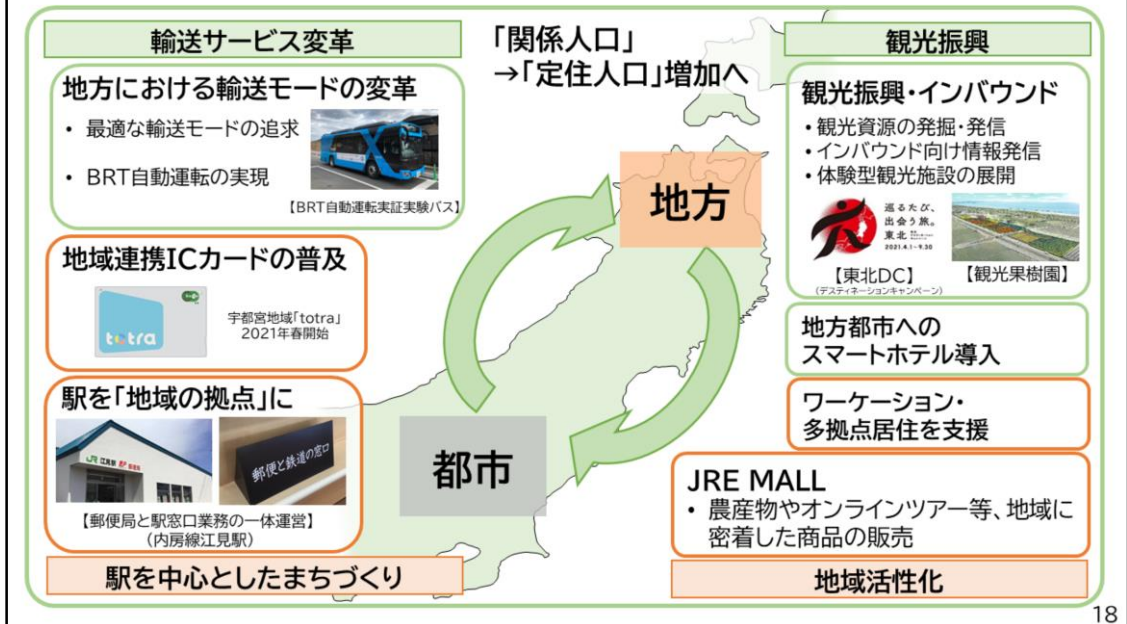 輸送サービス変革
地方における輸送モードの変革
• 最適な輸送モードの追求
• BRT自動運転の実現
【BRT自動運転実証実験バス】
地域連携ICカードの普及
totra
宇都宮地域「totra」
2021年春開始
駅を「地域の拠点」に
JR 江見駅
郵便と鉄道の窓口
【郵便局と駅窓口業務の一体運営】
(内房線江見駅)
駅を中心としたまちづくり
「関係人口」
→「定住人口」増加へ
地方
都市
観光振興
観光振興・インバウンド
・観光資源の発掘・発信
・インバウンド向け情報発信
・体験型観光施設の展開
巡るたび、
出会う旅。
東北
2021.4.1-9.30
【東北DC】
(デスティネーションキャンペーン)
【観光果樹園】
地方都市への
スマートホテル導入
ワーケーション・
多拠点居住を支援
JRE MALL
• 農産物やオンラインツアー等、地域に
密着した商品の販売
地域活性化
18